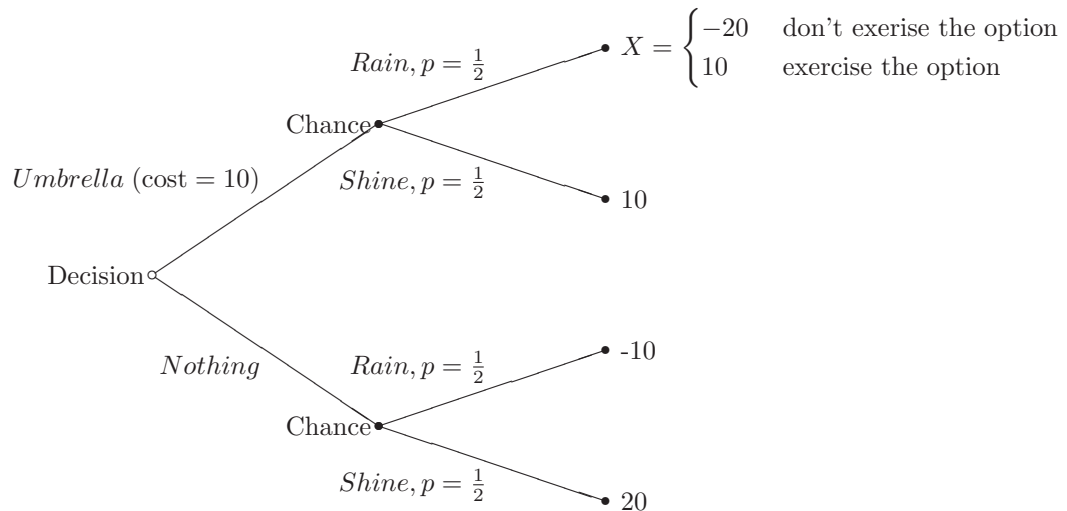 X = { −20 don't exerise the option
10 exercise the option
Rain, p = 1/2
Chance
Umbrella (cost = 10)
Shine, p = 1/2
10
Decision
Nothing
Rain, p = 1/2
-10
Chance
Shine, p = 1/2
20